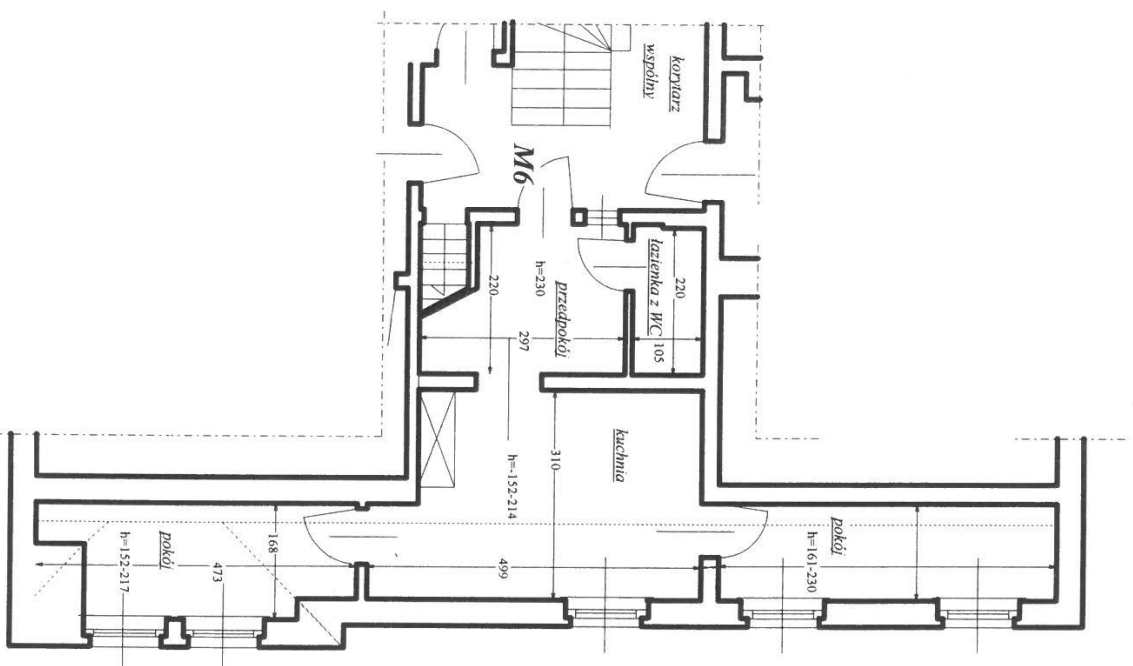 korytarz
wspólny
M6
h=230
220
przedpokój
297
łazienka z WC
220
105
kuchnia
310
h=-152-214
499
pokój
168
h=152-217
473
pokój
h=161-230